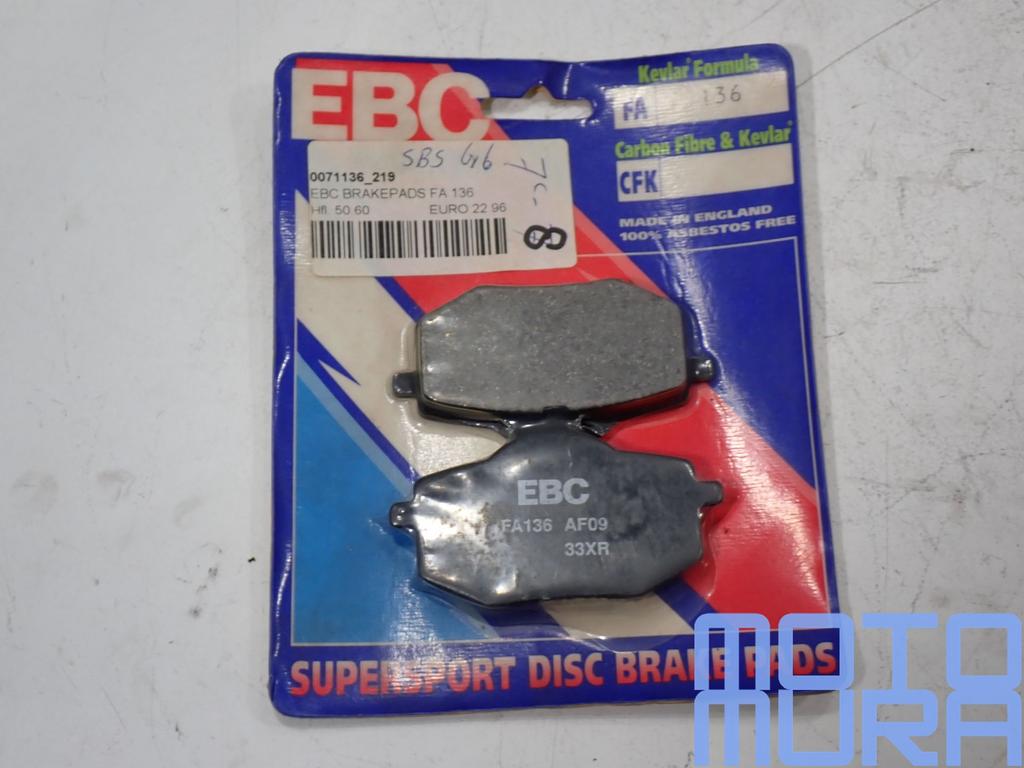 EBC
Kevlar Formula
FA 136
Carbon Fibre & Kevlar
CFK
MADE IN ENGLAND
100% ASBESTOS FREE
SBS
0071136_219
EBC BRAKEPADS FA 136
Hfl. 50.60 EURO 22.96
8
EBC
FA136 AF09
33XR
SUPERSPORT DISC BRAKE PADS
MOTO
MURA